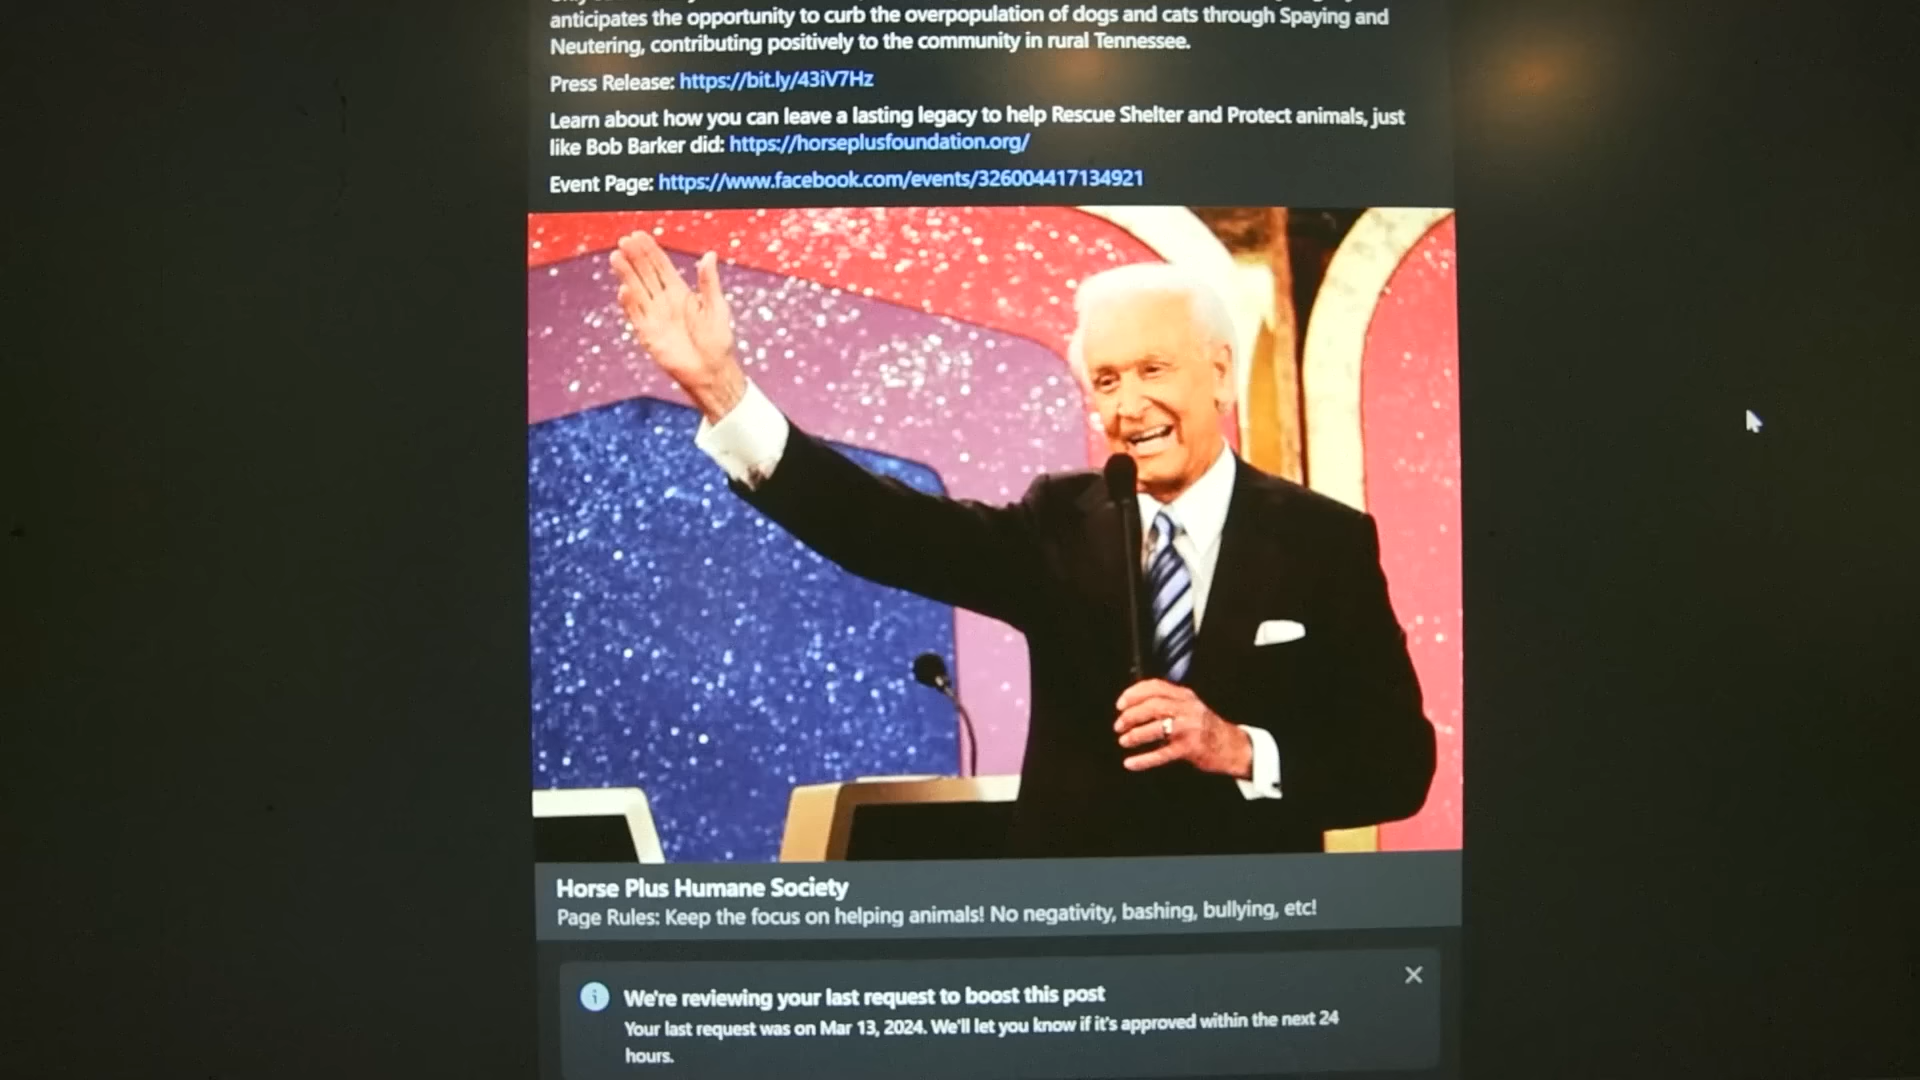 anticipates the opportunity to curb the overpopulation of dogs and cats through Spaying and
Neutering, contributing positively to the community in rural Tennessee.
Press Release: https://bit.ly/43iV7Hz
Learn about how you can leave a lasting legacy to help Rescue Shelter and Protect animals, just
like Bob Barker did: https://horseplusfoundation.org/
Event Page: https://www.facebook.com/events/326004417134921
Horse Plus Humane Society
Page Rules: Keep the focus on helping animals! No negativity, bashing, bullying, etc!
We're reviewing your last request to boost this post
Your last request was on Mar 13, 2024. We'll let you know if it's approved within the next 24
hours.